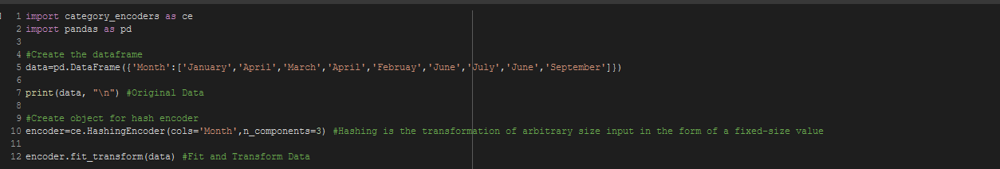 1 import category_encoders as ce
2 import pandas as pd
3
4 #Create the dataframe
5 data=pd.DataFrame({'Month':['January','April','March','April','Februay','June','July','June','September']})
6
7 print(data, "\n") #Original Data
8
9 #Create object for hash encoder
10 encoder=ce.HashingEncoder(cols='Month',n_components=3) #Hashing is the transformation of arbitrary size input in the form of a fixed-size value
11
12 encoder.fit_transform(data) #Fit and Transform Data